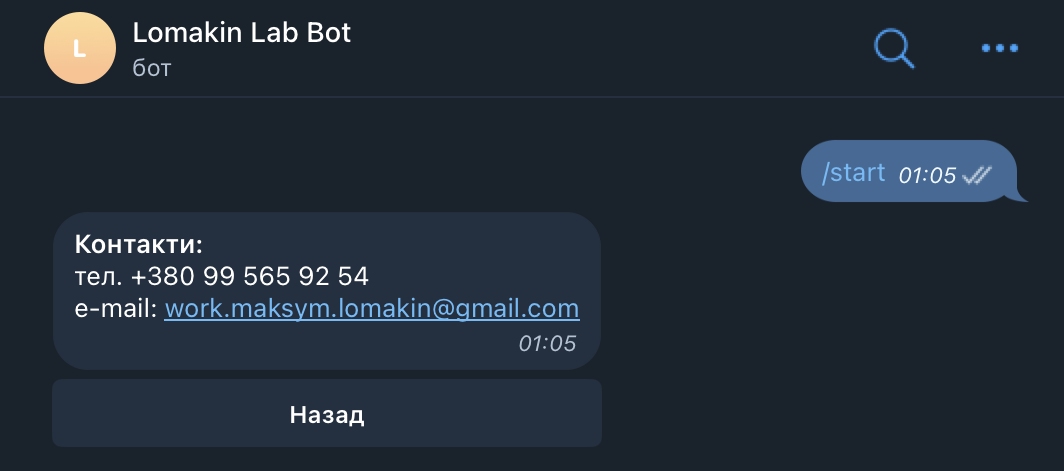 L
Lomakin Lab Bot
бот
/start 01:05
Контакти:
тел. +380 99 565 92 54
e-mail: work.maksym.lomakin@gmail.com
01:05
Назад